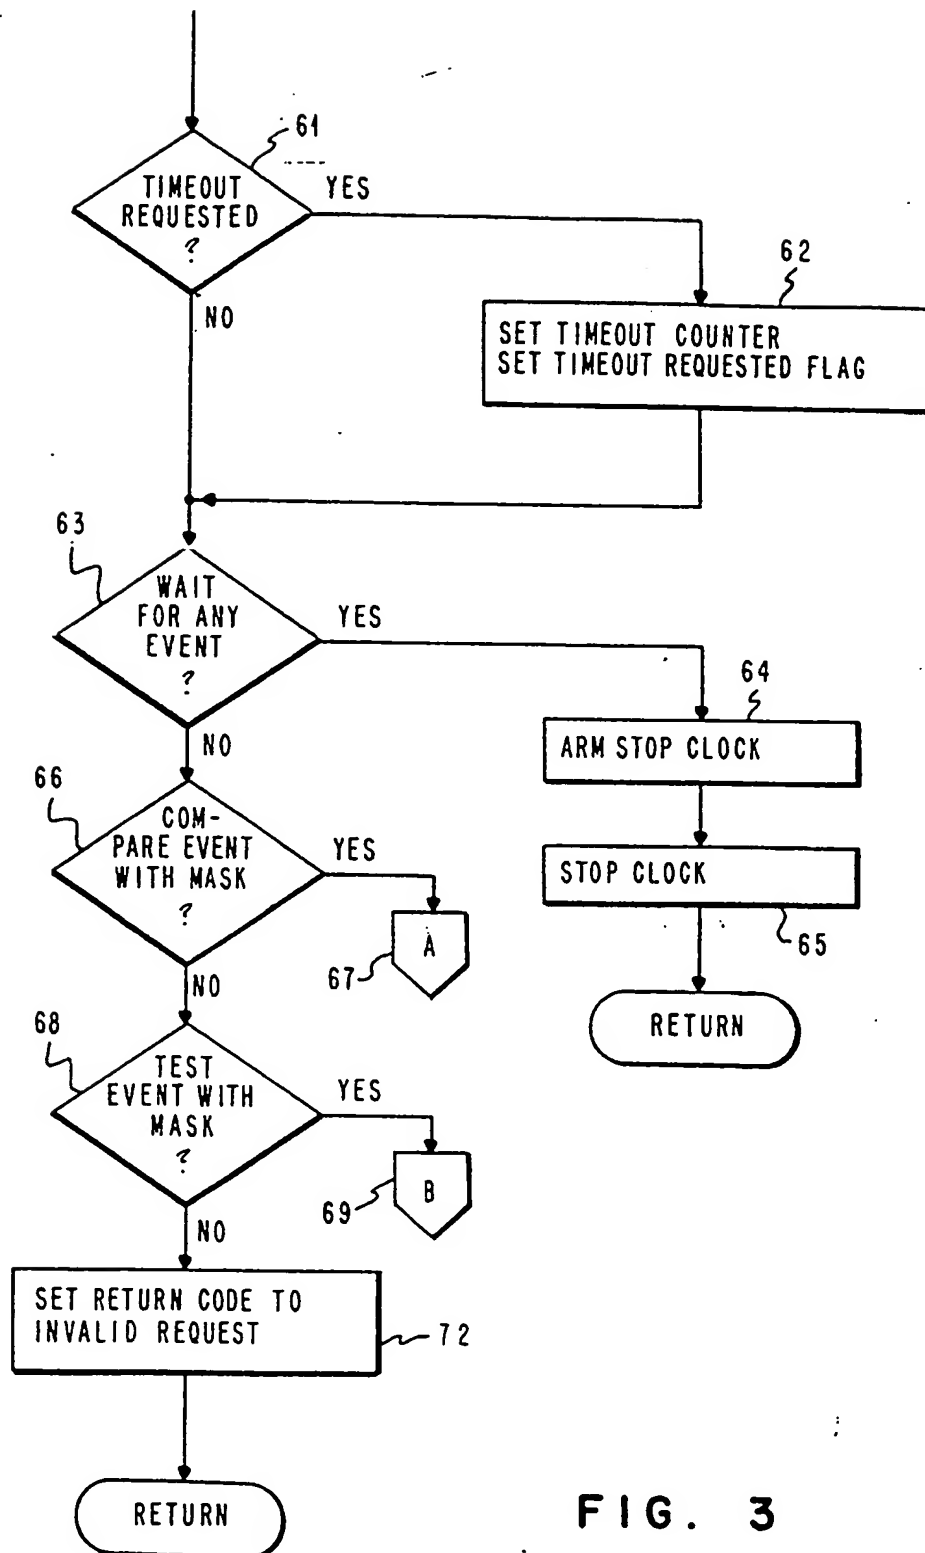 61
TIMEOUT
REQUESTED
?
YES
NO
62
SET TIMEOUT COUNTER
SET TIMEOUT REQUESTED FLAG
63
WAIT
FOR ANY
EVENT
?
YES
NO
64
ARM STOP CLOCK
STOP CLOCK
65
RETURN
66
COM-
PARE EVENT
WITH MASK
?
YES
A
67
NO
68
TEST
EVENT WITH
MASK
?
YES
B
69
NO
SET RETURN CODE TO
INVALID REQUEST
72
RETURN
FIG. 3